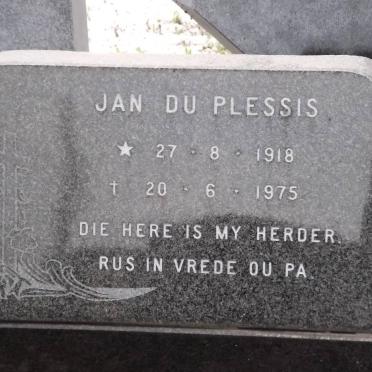 JAN DU PLESSIS
★ 27 · 8 · 1918
† 20 · 6 · 1975
DIE HERE IS MY HERDER.
RUS IN VREDE OU PA.